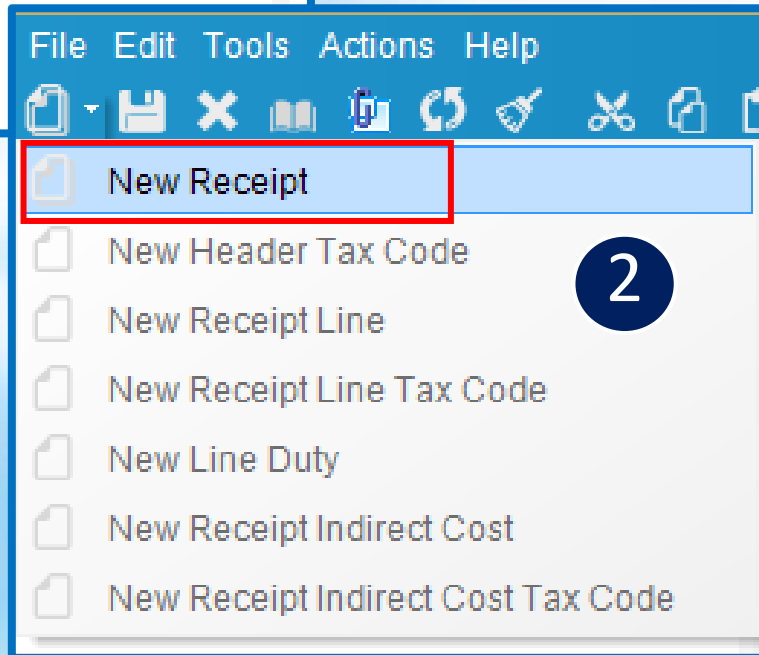 File Edit Tools Actions Help
New Receipt
New Header Tax Code
2
New Receipt Line
New Receipt Line Tax Code
New Line Duty
New Receipt Indirect Cost
New Receipt Indirect Cost Tax Code